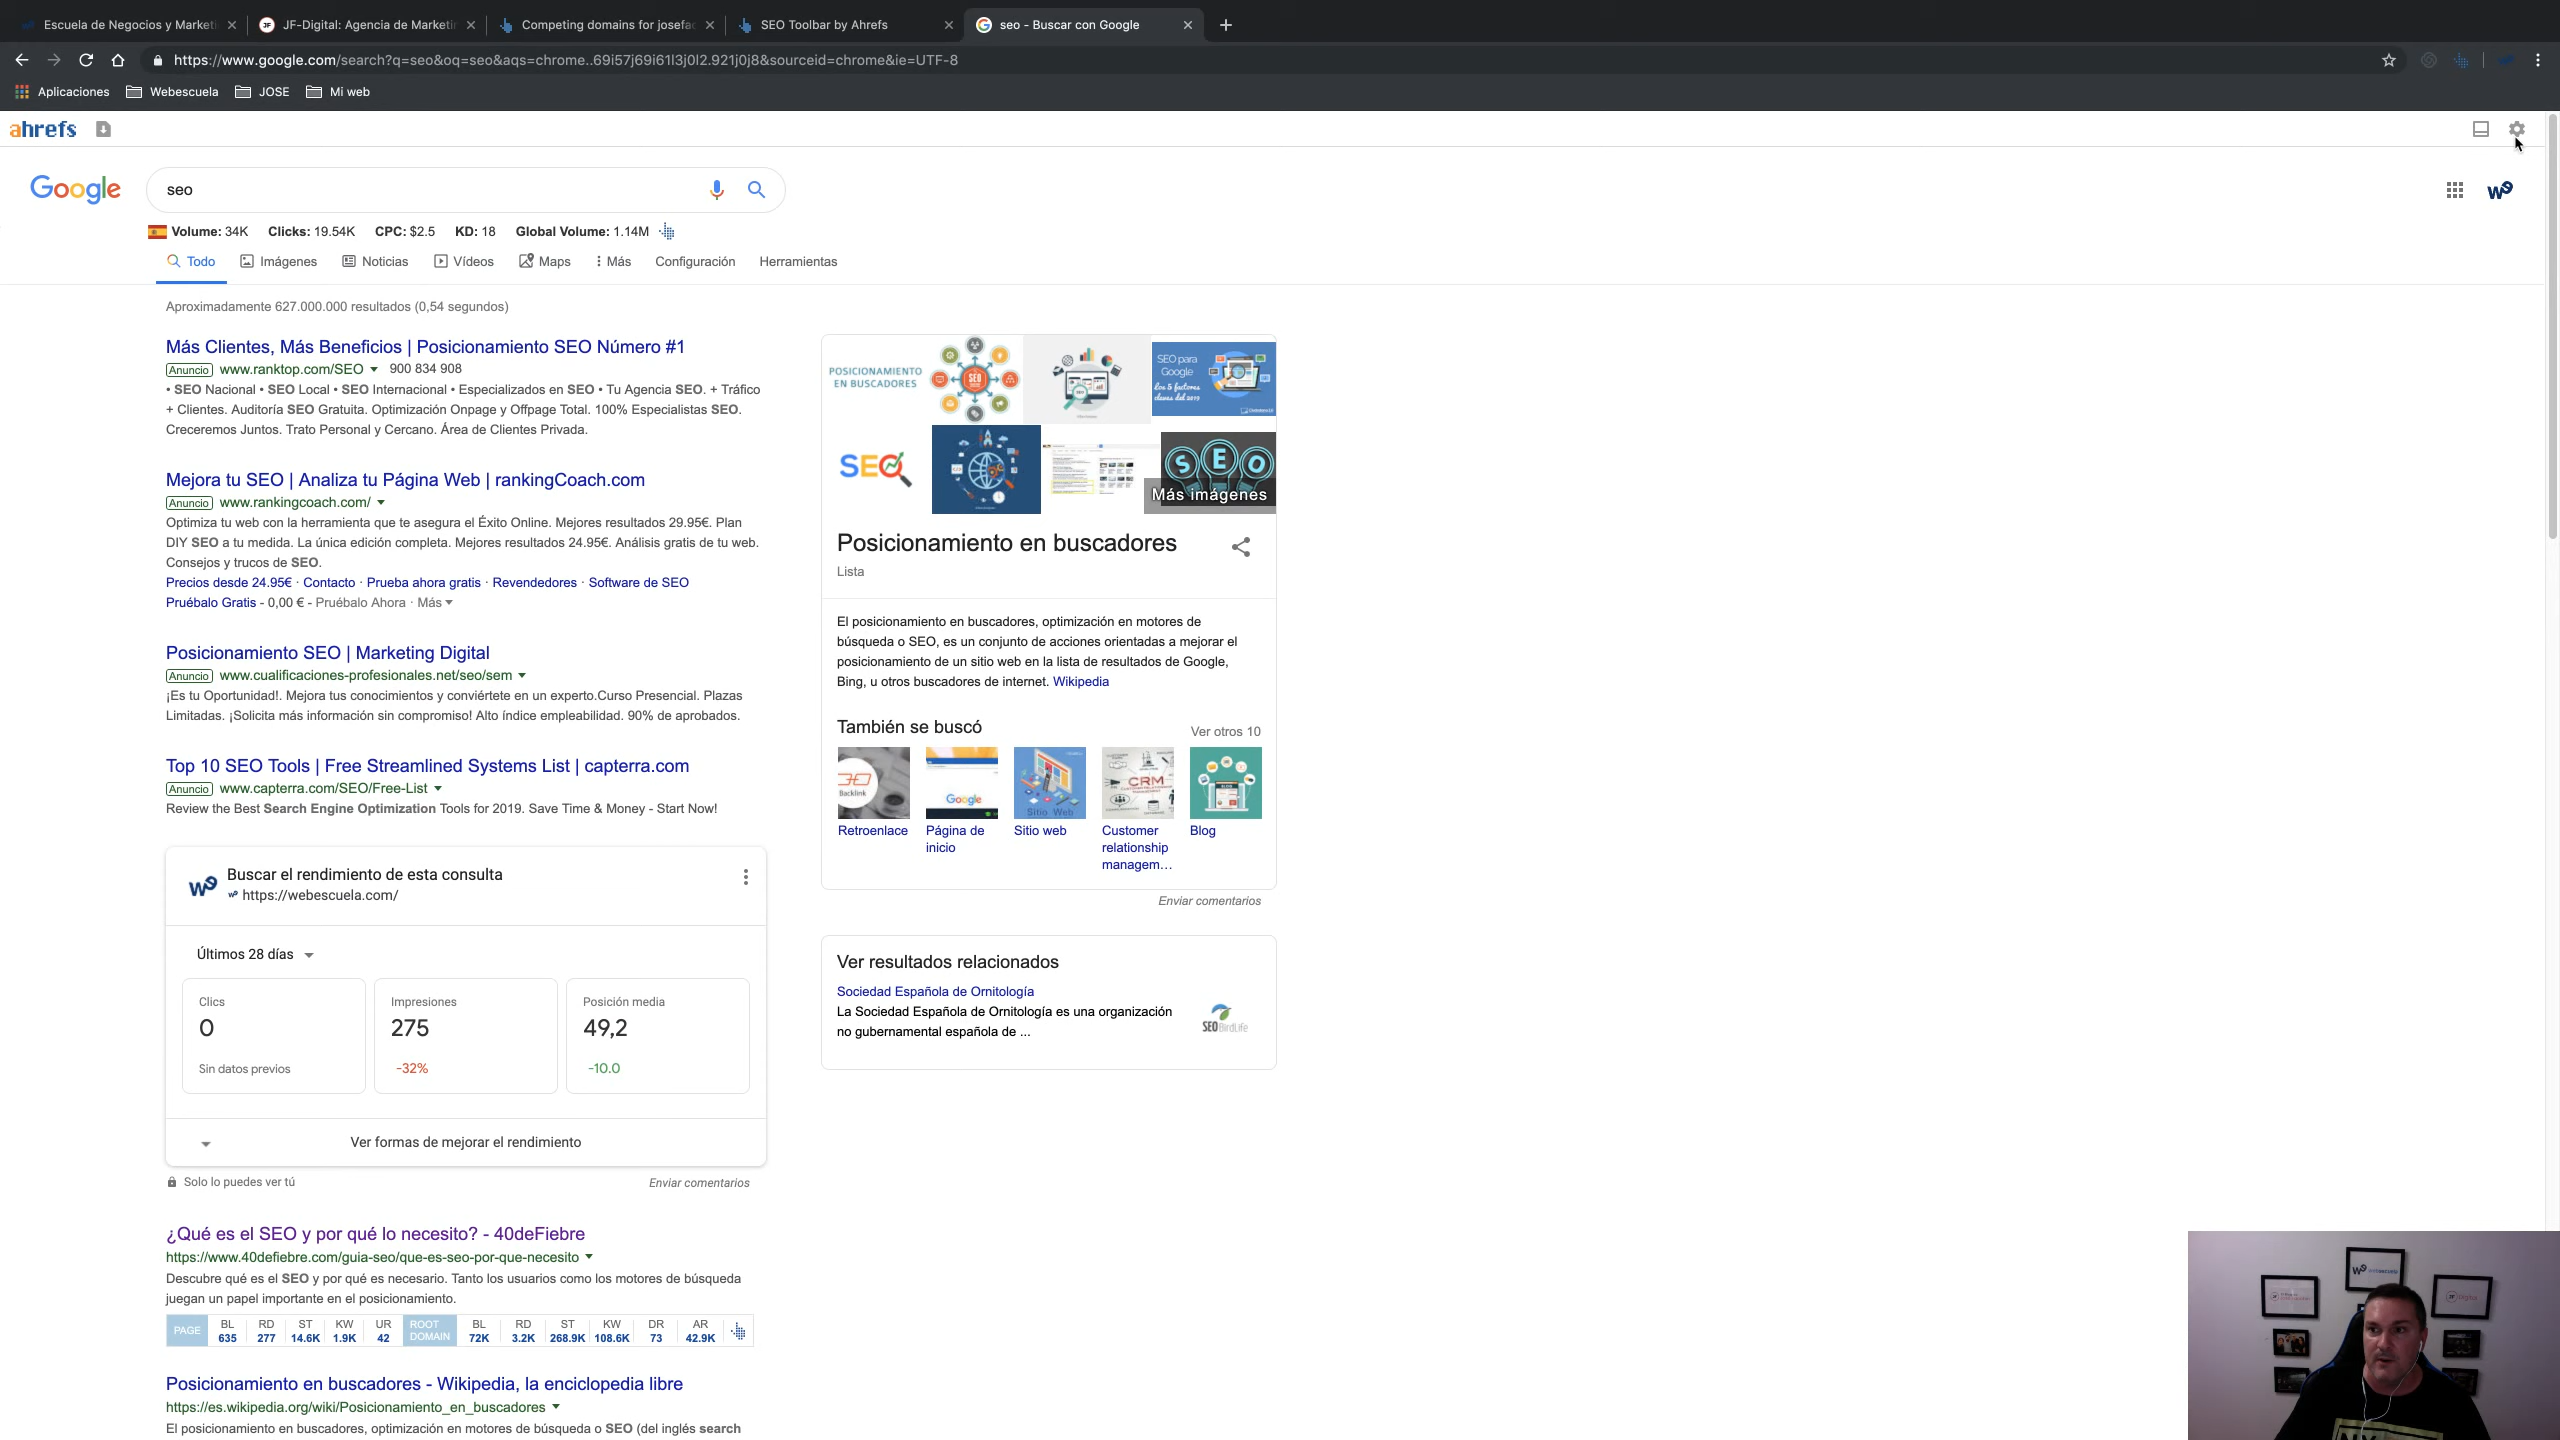 Escuela de Negocios y Marketi
JF-Digital: Agencia de Marketin
Competing domains for josefac
SEO Toolbar by Ahrefs
seo - Buscar con Google
https://www.google.com/search?q=seo&oq=seo&aqs=chrome..69i57j69i61l3j0l2.921j0j8&sourceid=chrome&ie=UTF-8
Aplicaciones Webescuela JOSE Mi web
ahrefs
Google
seo
we
Volume: 34K Clicks: 19.54K CPC: $2.5 KD: 18 Global Volume: 1.14M
Todo Imágenes Noticias Vídeos Maps Más Configuración Herramientas
Aproximadamente 627.000.000 resultados (0,54 segundos)
Más Clientes, Más Beneficios | Posicionamiento SEO Número #1
Anuncio www.ranktop.com/SEO 900 834 908
• SEO Nacional • SEO Local • SEO Internacional • Especializados en SEO • Tu Agencia SEO. + Tráfico
+ Clientes. Auditoría SEO Gratuita. Optimización Onpage y Offpage Total. 100% Especialistas SEO.
Creceremos Juntos. Trato Personal y Cercano. Área de Clientes Privada.
Mejora tu SEO | Analiza tu Página Web | rankingCoach.com
Anuncio www.rankingcoach.com/
Optimiza tu web con la herramienta que te asegura el Éxito Online. Mejores resultados 29.95€. Plan
DIY SEO a tu medida. La única edición completa. Mejores resultados 24.95€. Análisis gratis de tu web.
Consejos y trucos de SEO.
Precios desde 24.95€ · Contacto · Prueba ahora gratis · Revendedores · Software de SEO
Pruébalo Gratis - 0,00 € - Pruébalo Ahora · Más
Posicionamiento SEO | Marketing Digital
Anuncio www.cualificaciones-profesionales.net/seo/sem
¡Es tu Oportunidad!. Mejora tus conocimientos y conviértete en un experto.Curso Presencial. Plazas
Limitadas. ¡Solicita más información sin compromiso! Alto índice empleabilidad. 90% de aprobados.
Top 10 SEO Tools | Free Streamlined Systems List | capterra.com
Anuncio www.capterra.com/SEO/Free-List
Review the Best Search Engine Optimization Tools for 2019. Save Time & Money - Start Now!
we
Buscar el rendimiento de esta consulta
https://webescuela.com/
Últimos 28 días
Clics
0
Sin datos previos
Impresiones
275
-32%
Posición media
49,2
-10.0
Ver formas de mejorar el rendimiento
Solo lo puedes ver tú
Enviar comentarios
¿Qué es el SEO y por qué lo necesito? - 40deFiebre
https://www.40defiebre.com/guia-seo/que-es-seo-por-que-necesito
Descubre qué es el SEO y por qué es necesario. Tanto los usuarios como los motores de búsqueda
juegan un papel importante en el posicionamiento.
PAGE BL RD ST KW UR ROOT DOMAIN BL RD ST KW DR AR
635 277 14.6K 1.9K 42 72K 3.2K 268.9K 108.6K 73 42.9K
Posicionamiento en buscadores - Wikipedia, la enciclopedia libre
https://es.wikipedia.org/wiki/Posicionamiento_en_buscadores
El posicionamiento en buscadores, optimización en motores de búsqueda o SEO (del inglés search
POSICIONAMIENTO
EN BUSCADORES
SEO
SEO para
Google
Los 5 factores
claves del 2019
SEO
SEO
Más imágenes
Posicionamiento en buscadores
Lista
El posicionamiento en buscadores, optimización en motores de
búsqueda o SEO, es un conjunto de acciones orientadas a mejorar el
posicionamiento de un sitio web en la lista de resultados de Google,
Bing, u otros buscadores de internet. Wikipedia
También se buscó
Ver otros 10
Backlink
Google
Sitio Web
CRM
BLOG
Retroenlace
Página de
inicio
Sitio web
Customer
relationship
managem...
Blog
Enviar comentarios
Ver resultados relacionados
Sociedad Española de Ornitología
La Sociedad Española de Ornitología es una organización
no gubernamental española de ...
SEO BirdLife